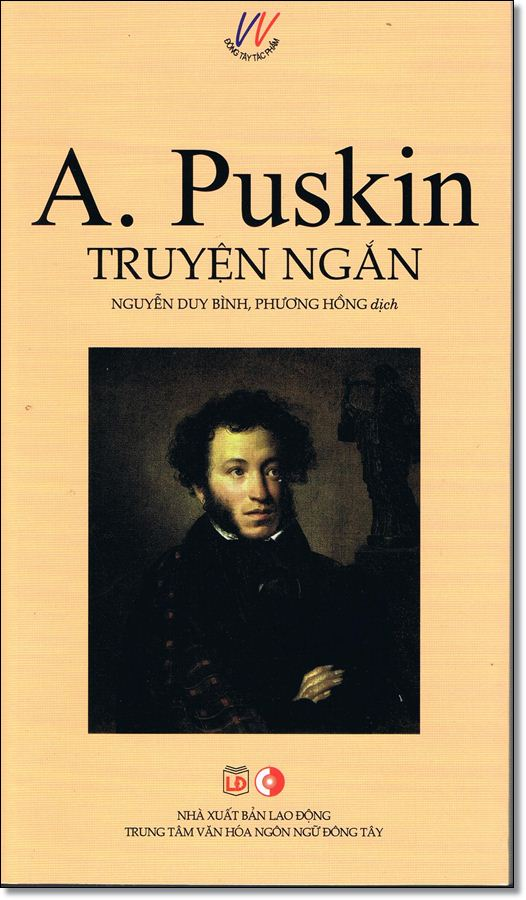 ĐÔNG TÂY TÁC PHẨM
A. Puskin
TRUYỆN NGẮN
NGUYỄN DUY BÌNH, PHƯƠNG HỒNG dịch
LĐ
NHÀ XUẤT BẢN LAO ĐỘNG
TRUNG TÂM VĂN HÓA NGÔN NGỮ ĐÔNG TÂY